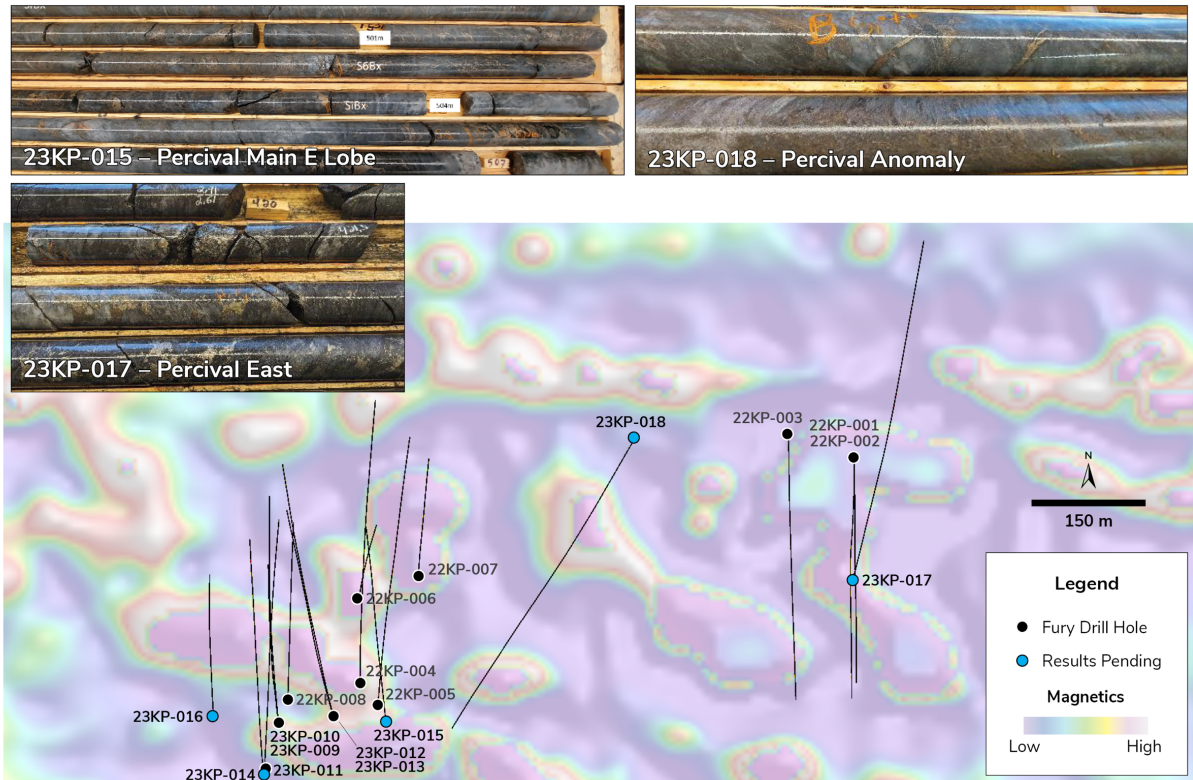 501m
S6Bx
SiBx
504m
507
23KP-015 – Percival Main E Lobe
B
23KP-018 – Percival Anomaly
420
23KP-017 – Percival East
23KP-018
22KP-003
22KP-001
22KP-002
N
150 m
22KP-007
22KP-006
23KP-017
22KP-004
22KP-005
22KP-008
23KP-016
23KP-010
23KP-009
23KP-015
23KP-012
23KP-013
23KP-011
23KP-014
Legend
Fury Drill Hole
Results Pending
Magnetics
Low
High